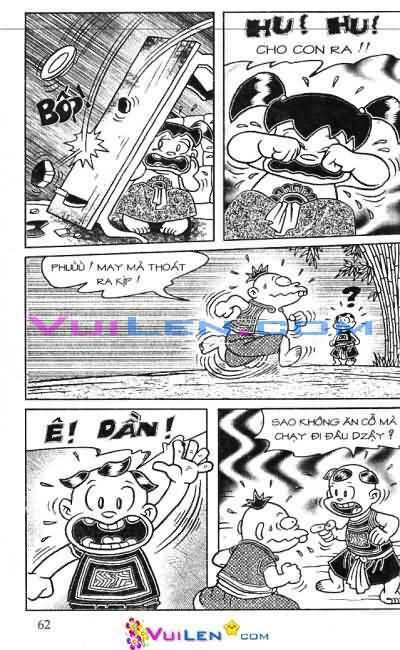 BỐP!
HU! HU!
CHO CON RA!!
PHÙÙÙ! MAY MÀ THOÁT
RA KỊP!
?
VuiLen.com
Ê! DẦN!
SAO KHÔNG ĂN CỖ MÀ
CHẠY ĐI ĐÂU DZẬY?
62
VuiLen.com